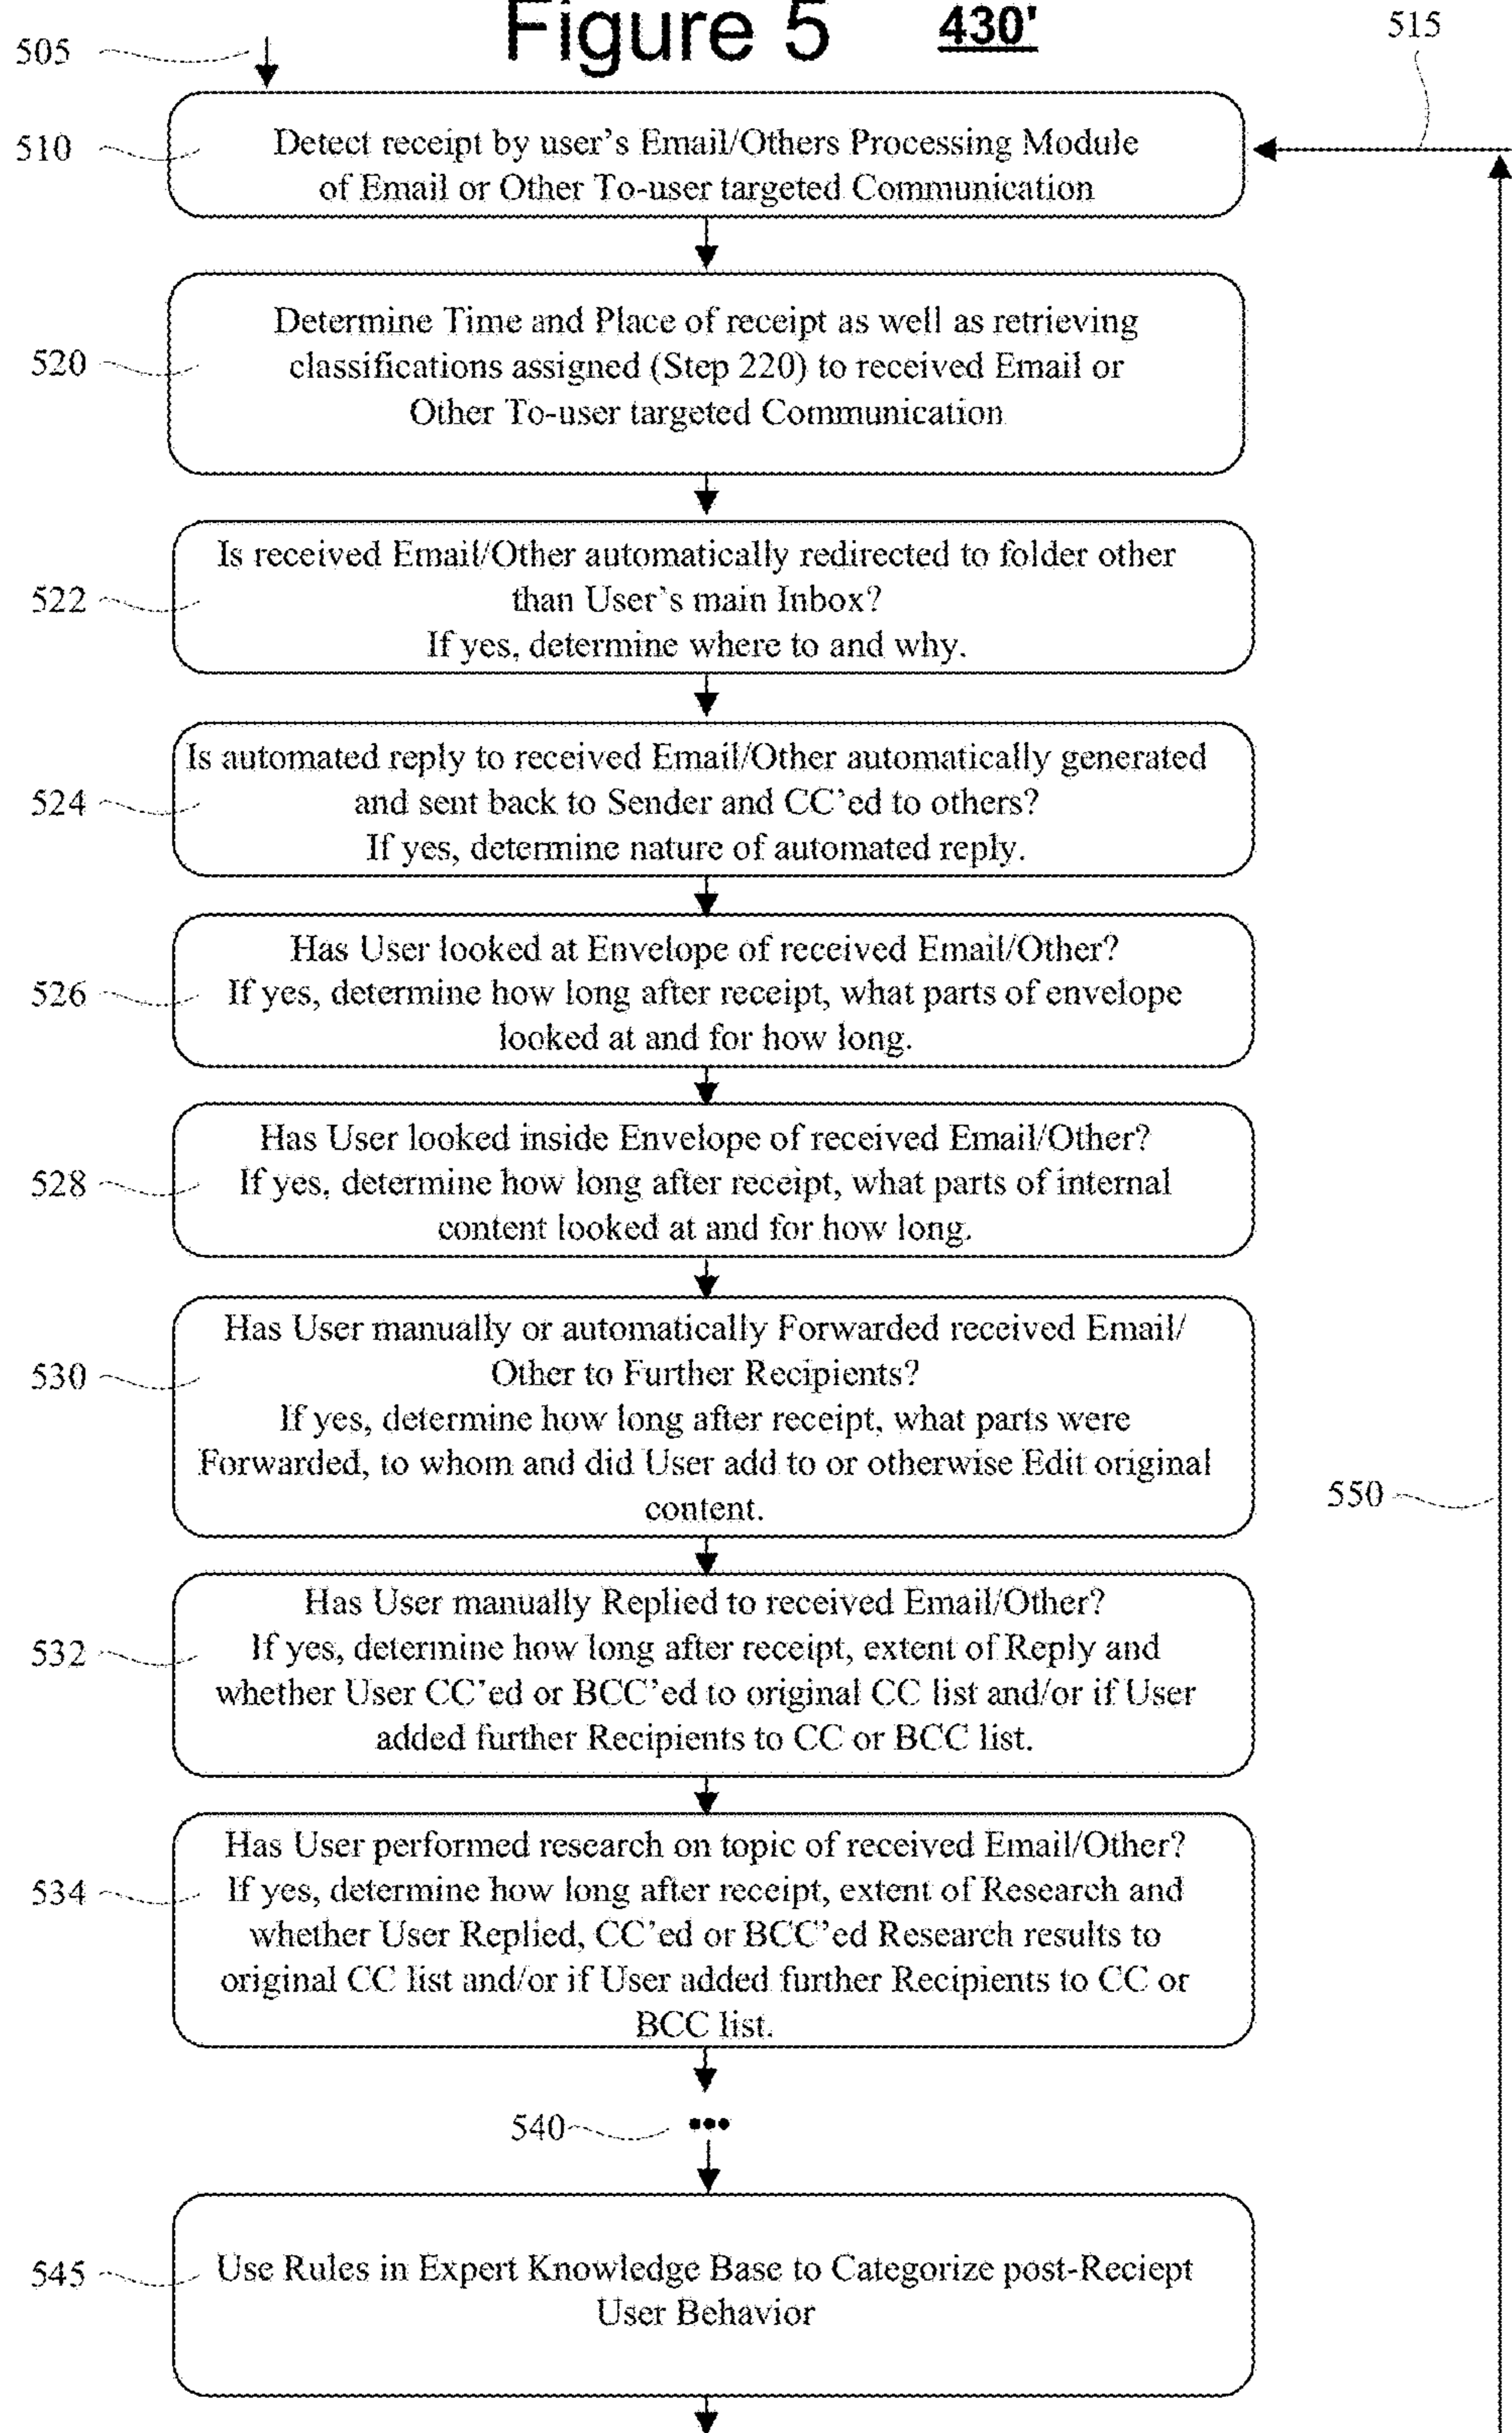 Figure 5
430'
515
505
510
Detect receipt by user's Email/Others Processing Module
of Email or Other To-user targeted Communication
520
Determine Time and Place of receipt as well as retrieving
classifications assigned (Step 220) to received Email or
Other To-user targeted Communication
522
Is received Email/Other automatically redirected to folder other
than User's main Inbox?
If yes, determine where to and why.
524
Is automated reply to received Email/Other automatically generated
and sent back to Sender and CC'ed to others?
If yes, determine nature of automated reply.
526
Has User looked at Envelope of received Email/Other?
If yes, determine how long after receipt, what parts of envelope
looked at and for how long.
528
Has User looked inside Envelope of received Email/Other?
If yes, determine how long after receipt, what parts of internal
content looked at and for how long.
530
Has User manually or automatically Forwarded received Email/
Other to Further Recipients?
If yes, determine how long after receipt, what parts were
Forwarded, to whom and did User add to or otherwise Edit original
content.
550
532
Has User manually Replied to received Email/Other?
If yes, determine how long after receipt, extent of Reply and
whether User CC'ed or BCC'ed to original CC list and/or if User
added further Recipients to CC or BCC list.
534
Has User performed research on topic of received Email/Other?
If yes, determine how long after receipt, extent of Research and
whether User Replied, CC'ed or BCC'ed Research results to
original CC list and/or if User added further Recipients to CC or
BCC list.
540
•••
545
Use Rules in Expert Knowledge Base to Categorize post-Reciept
User Behavior